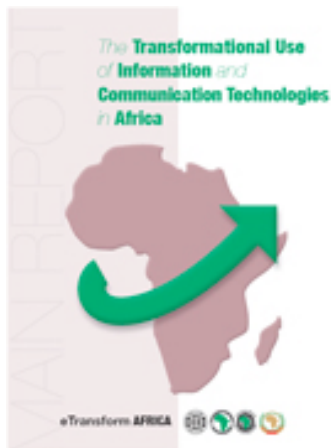 The Transformational Use
of Information and
Communication Technologies
in Africa
MAIN REPORT
eTransform AFRICA